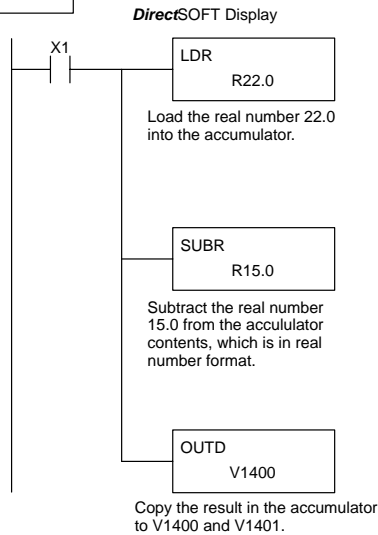 DirectSOFT Display
X1
LDR
R22.0
Load the real number 22.0
into the accumulator.
SUBR
R15.0
Subtract the real number
15.0 from the accululator
contents, which is in real
number format.
OUTD
V1400
Copy the result in the accumulator
to V1400 and V1401.